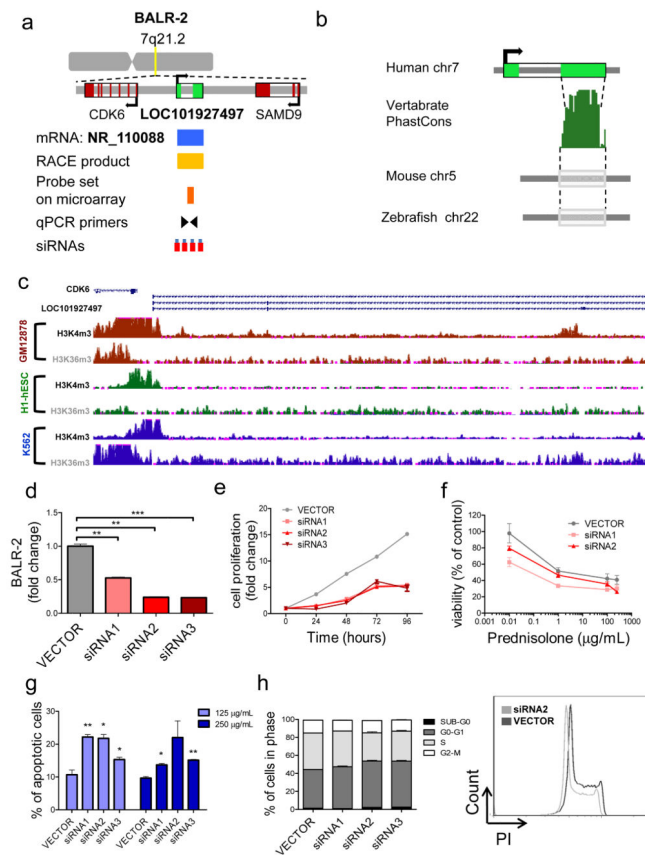 a
BALR-2
7q21.2
CDK6
LOC101927497
SAMD9
mRNA: NR_110088
RACE product
Probe set
on microarray
qPCR primers
siRNAs
b
Human chr7
Vertabrate
PhastCons
Mouse chr5
Zebrafish chr22
c
CDK6
LOC101927497
GM12878
H3K4m3
H3K36m3
H1-hESC
H3K4m3
H3K36m3
K562
H3K4m3
H3K36m3
d
BALR-2
(fold change)
1.5
1.0
0.5
0.0
**
**
***
VECTOR
siRNA1
siRNA2
siRNA3
e
cell proliferation
(fold change)
20
15
10
5
0
0 24 48 72 96
Time (hours)
VECTOR
siRNA1
siRNA2
siRNA3
f
viability (% of control)
120
100
80
60
40
20
0
0.01 0.1 1 10 100
Prednisolone (µg/mL)
VECTOR
siRNA1
siRNA2
g
% of apoptotic cells
30
20
10
0
** * *
* **
125 µg/mL
250 µg/mL
VECTOR
siRNA1
siRNA2
siRNA3
VECTOR
siRNA1
siRNA2
siRNA3
h
% of cells in phase
100
80
60
40
20
0
SUB-G0
G0-G1
S
G2-M
VECTOR
siRNA1
siRNA2
siRNA3
siRNA2
VECTOR
Count
PI